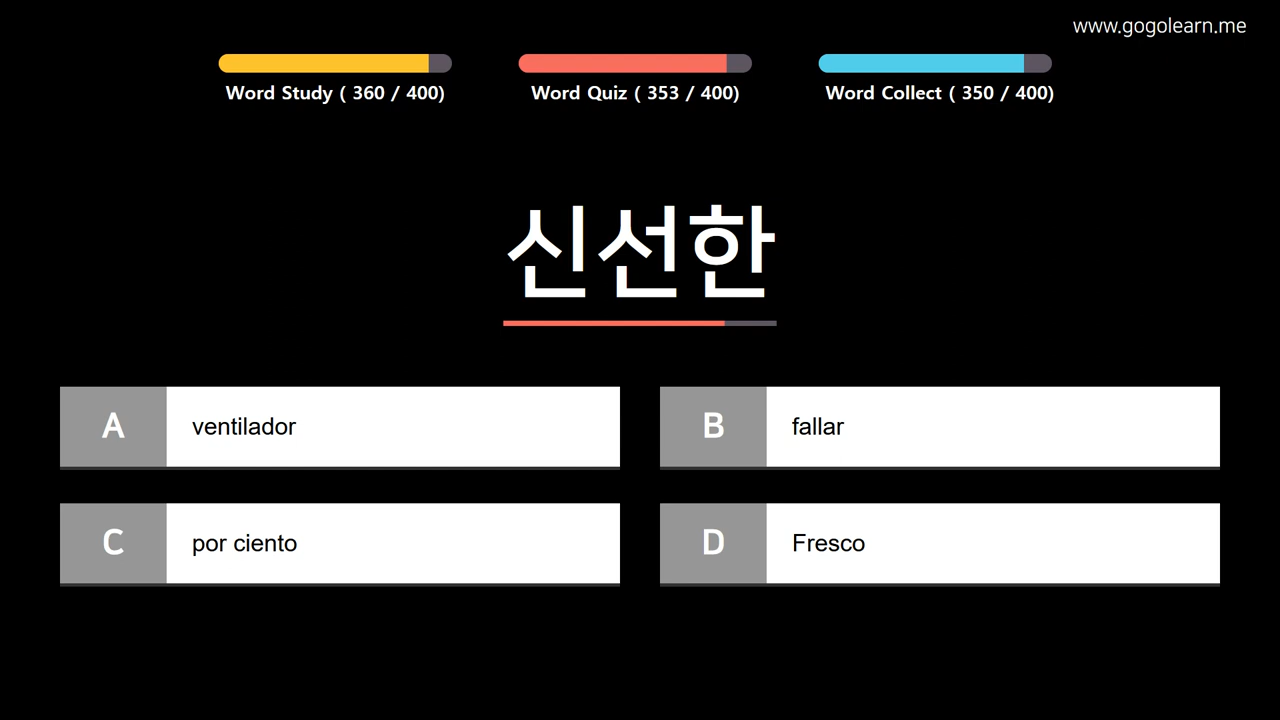 www.gogolearn.me
Word Study ( 360 / 400)
Word Quiz ( 353 / 400)
Word Collect ( 350 / 400)
신선한
A ventilador
B fallar
C por ciento
D Fresco